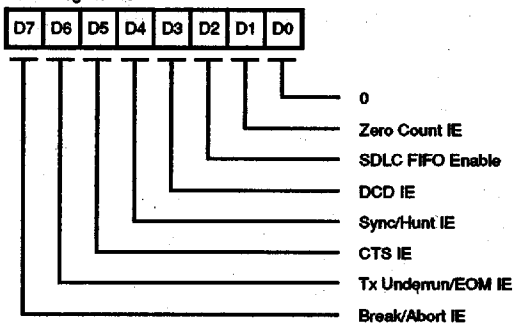 D7 D6 D5 D4 D3 D2 D1 D0
0
Zero Count IE
SDLC FIFO Enable
DCD IE
Sync/Hunt IE
CTS IE
Tx Underrun/EOM IE
Break/Abort IE